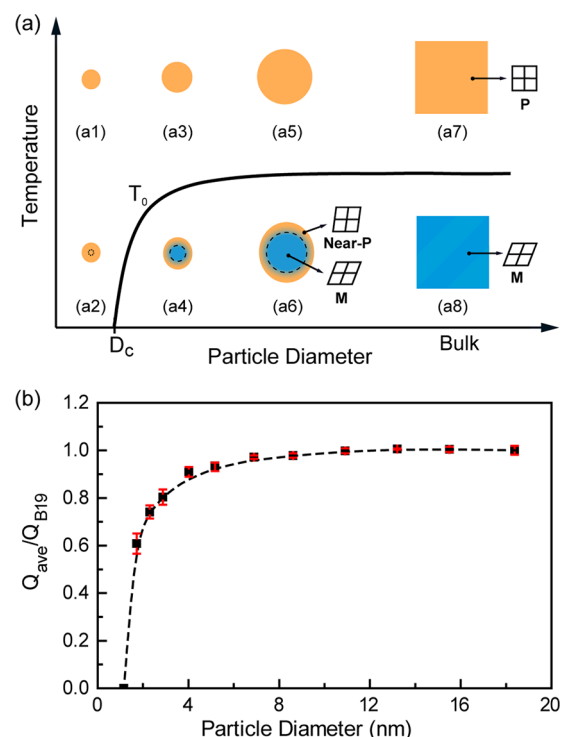 (a)
Temperature
(a1)
(a3)
(a5)
(a7)
P
T0
Near-P
M
M
(a2)
(a4)
(a6)
(a8)
Dc
Particle Diameter
Bulk
(b)
Qave/QB19
1.2
1.0
0.8
0.6
0.4
0.2
0.0
0 4 8 12 16 20
Particle Diameter (nm)